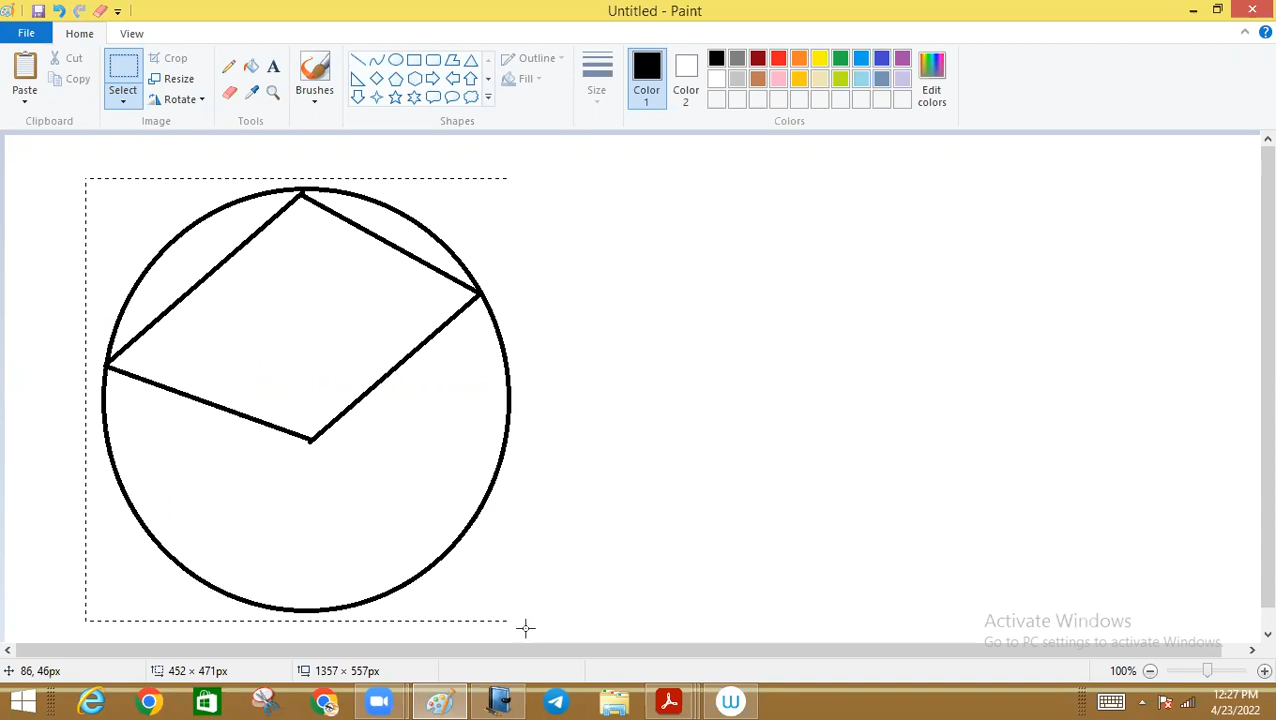 Untitled - Paint
File Home View
Paste
Cut
Copy
Clipboard
Select
Crop
Resize
Rotate
Image
A
Tools
Brushes
Outline
Fill
Shapes
Size
Color 1
Color 2
Edit colors
Colors
Activate Windows
Go to PC settings to activate Windows.
86, 46px
452 × 471px
1357 × 557px
100%
12:27 PM
4/23/2022